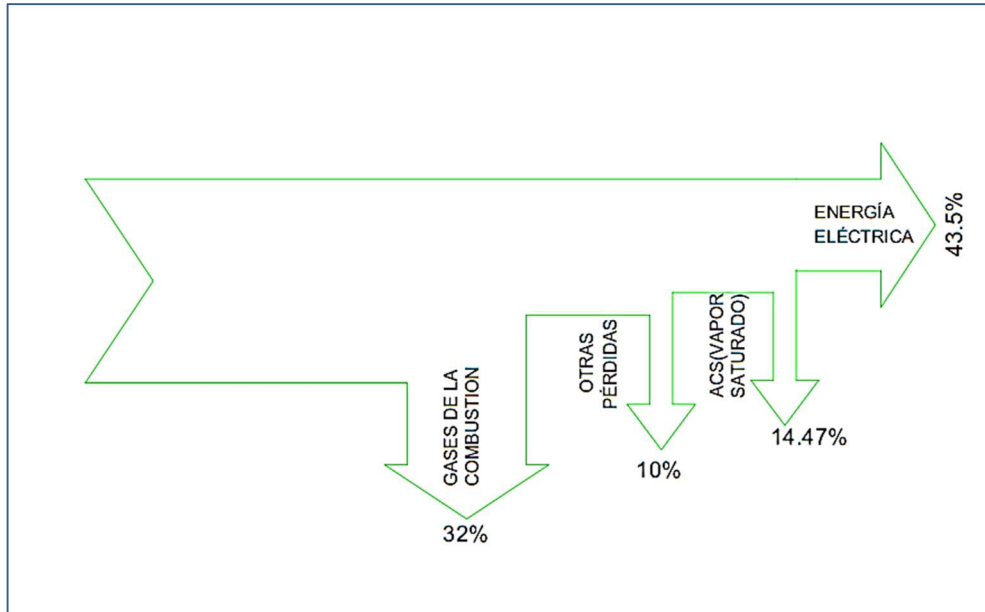 ENERGÍA
ELÉCTRICA
43.5%
GASES DE LA
COMBUSTION
32%
OTRAS
PÉRDIDAS
10%
ACS(VAPOR
SATURADO)
14.47%